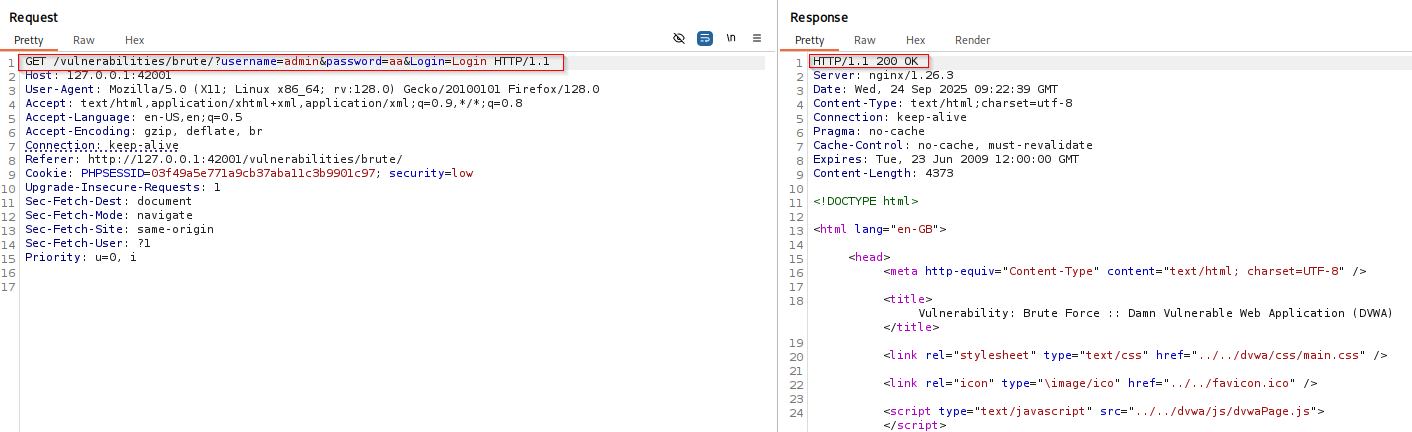 Request
Pretty Raw Hex
\n
1 GET /vulnerabilities/brute/?username=admin&password=aa&Login=Login HTTP/1.1
2 Host: 127.0.0.1:42001
3 User-Agent: Mozilla/5.0 (X11; Linux x86_64; rv:128.0) Gecko/20100101 Firefox/128.0
4 Accept: text/html,application/xhtml+xml,application/xml;q=0.9,*/*;q=0.8
5 Accept-Language: en-US,en;q=0.5
6 Accept-Encoding: gzip, deflate, br
7 Connection: keep-alive
8 Referer: http://127.0.0.1:42001/vulnerabilities/brute/
9 Cookie: PHPSESSID=03f49a5e771a9cb37aba11c3b9901c97; security=low
10 Upgrade-Insecure-Requests: 1
11 Sec-Fetch-Dest: document
12 Sec-Fetch-Mode: navigate
13 Sec-Fetch-Site: same-origin
14 Sec-Fetch-User: ?1
15 Priority: u=0, i
16
17
Response
Pretty Raw Hex Render
1 HTTP/1.1 200 OK
2 Server: nginx/1.26.3
3 Date: Wed, 24 Sep 2025 09:22:39 GMT
4 Content-Type: text/html;charset=utf-8
5 Connection: keep-alive
6 Pragma: no-cache
7 Cache-Control: no-cache, must-revalidate
8 Expires: Tue, 23 Jun 2009 12:00:00 GMT
9 Content-Length: 4373
10
11 <!DOCTYPE html>
12
13 <html lang="en-GB">
14
15 <head>
16 <meta http-equiv="Content-Type" content="text/html; charset=UTF-8" />
17
18 <title>
Vulnerability: Brute Force :: Damn Vulnerable Web Application (DVWA)
</title>
19
20 <link rel="stylesheet" type="text/css" href="../../dvwa/css/main.css" />
21
22 <link rel="icon" type="\image/ico" href="../../favicon.ico" />
23
24 <script type="text/javascript" src="../../dvwa/js/dvwaPage.js">
</script>